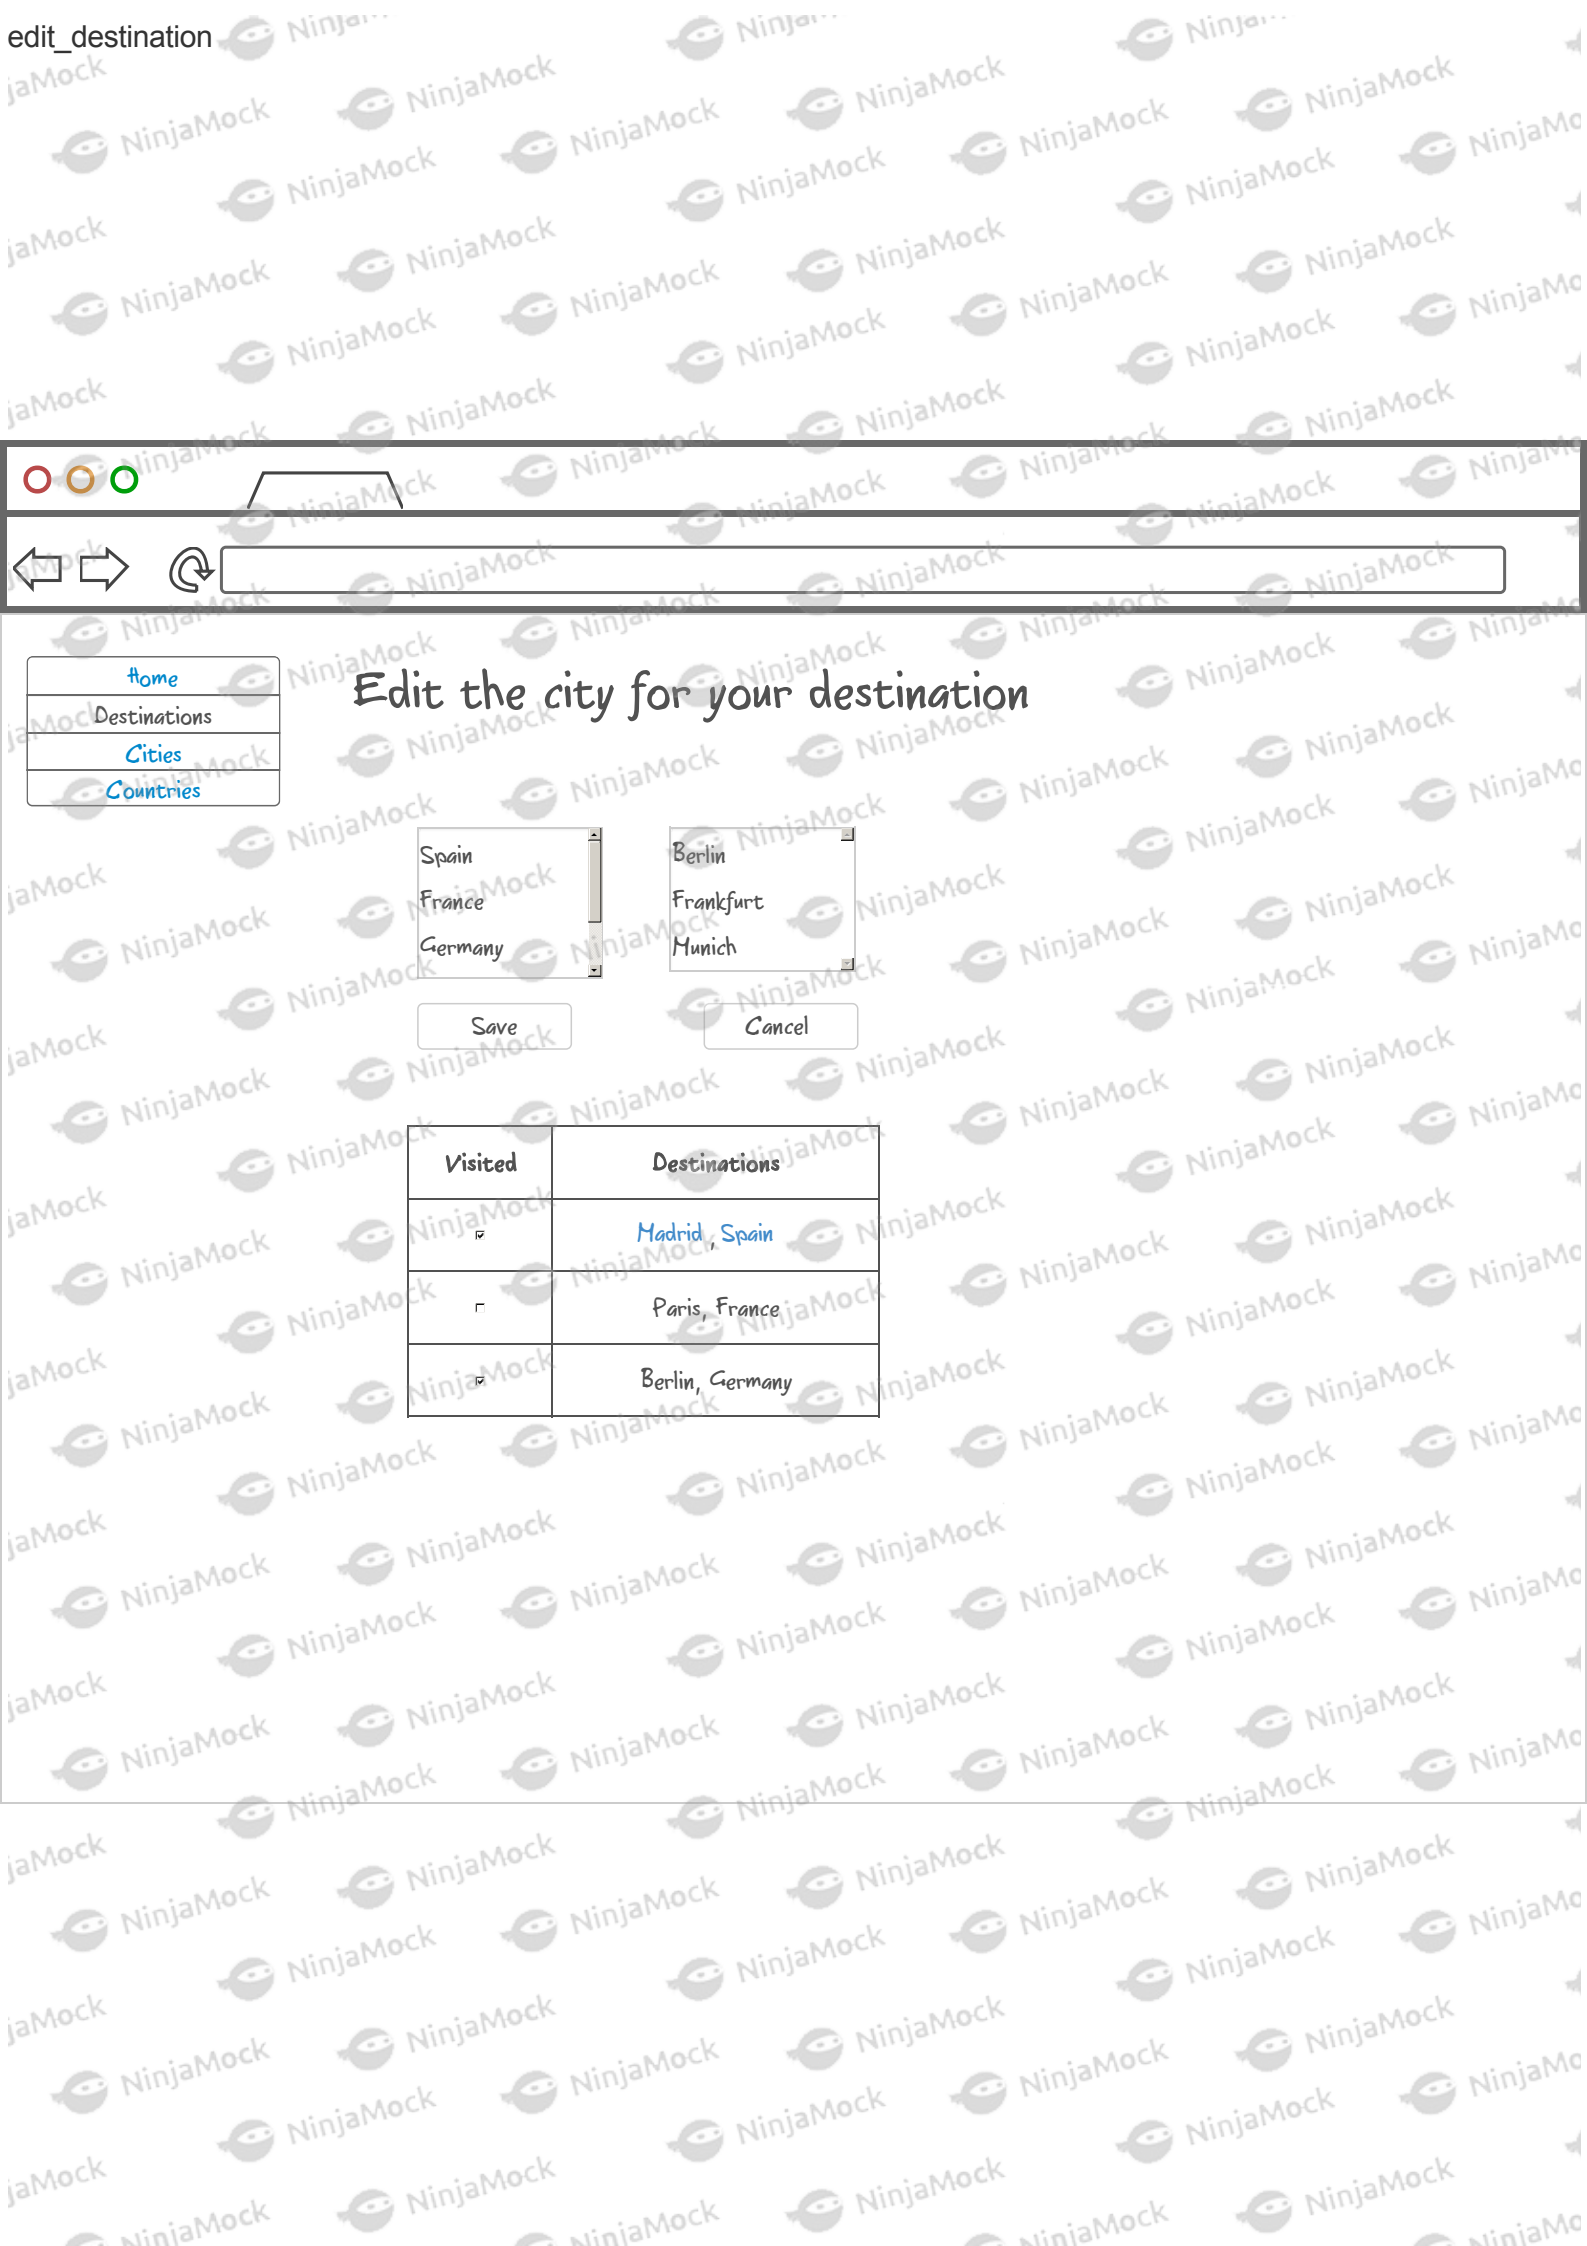 edit_destination
Home
Destinations
Cities
Countries
Edit the city for your destination
Spain
France
Germany
Berlin
Frankfurt
Munich
Save
Cancel
Visited Destinations
Madrid , Spain
Paris, France
Berlin, Germany
NinjaMock